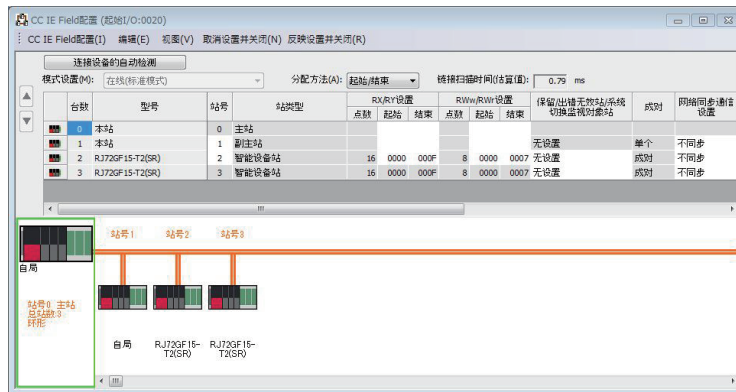 CC IE Field配置 (起始I/O:0020)
CC IE Field配置(I) 编辑(E) 视图(V) 取消设置并关闭(N) 反映设置并关闭(R)
连接设备的自动检测
模式设置(M): 在线(标准模式) 分配方法(A): 起始/结束 链接扫描时间(估算值): 0.79 ms
台数 型号 站号 站类型 RX/RY设置 RWw/RWr设置 保留/出错无效站/系统切换监视对象站 成对 网络同步通信设置
点数 起始 结束 点数 起始 结束
0 本站 0 主站
1 本站 1 副主站 无设置 单个 不同步
2 RJ72GF15-T2(SR) 2 智能设备站 16 0000 000F 8 0000 0007 无设置 成对 不同步
3 RJ72GF15-T2(SR) 3 智能设备站 16 0000 000F 8 0000 0007 无设置 成对 不同步
站号1 站号2 站号3
自局
站号0 主站
总站数:3
环形
自局 RJ72GF15-T2(SR) RJ72GF15-T2(SR)